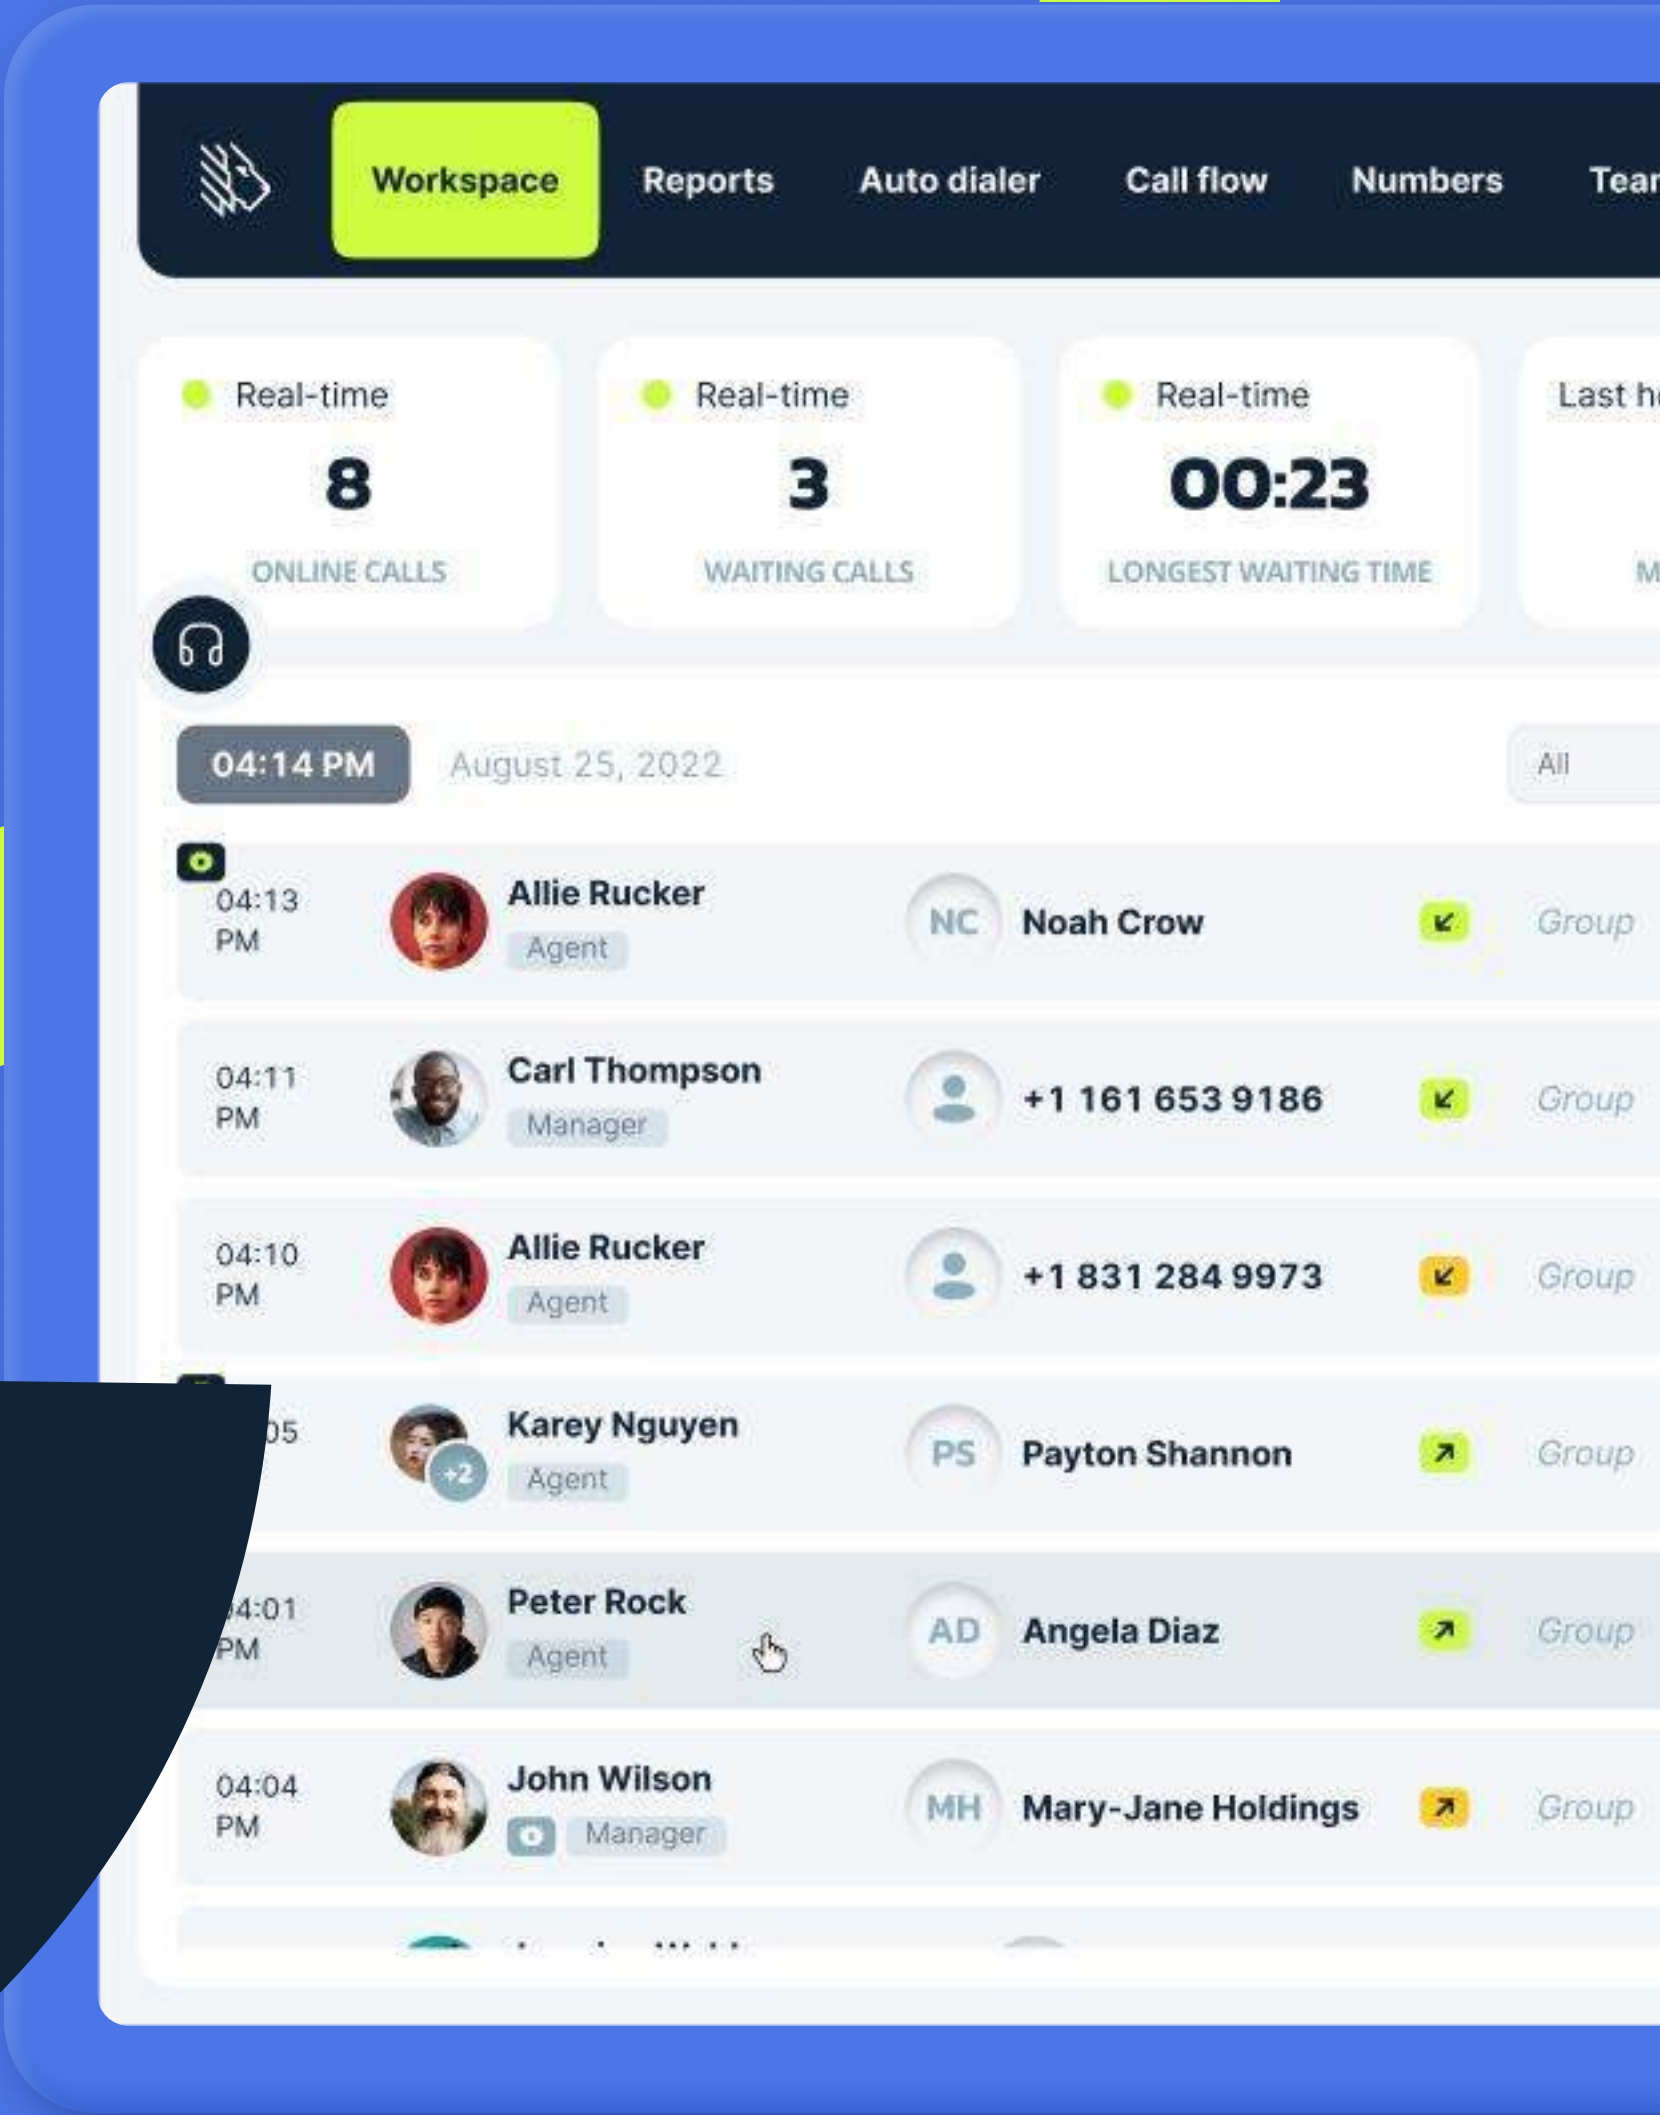 Workspace Reports Auto dialer Call flow Numbers
Real-time Real-time Real-time Last
8 3 00:23
ONLINE CALLS WAITING CALLS LONGEST WAITING TIME
04:14 PM August 25, 2022 All
04:13 PM
Allie Rucker
Agent
NC Noah Crow
Group
04:11 PM
Carl Thompson
Manager
+1 161 653 9186
Group
04:10 PM
Allie Rucker
Agent
+1 831 284 9973
Group
05
Karey Nguyen
+2
Agent
PS Payton Shannon
Group
4:01 PM
Peter Rock
Agent
AD Angela Diaz
Group
04:04 PM
John Wilson
Manager
MH Mary-Jane Holdings
Group